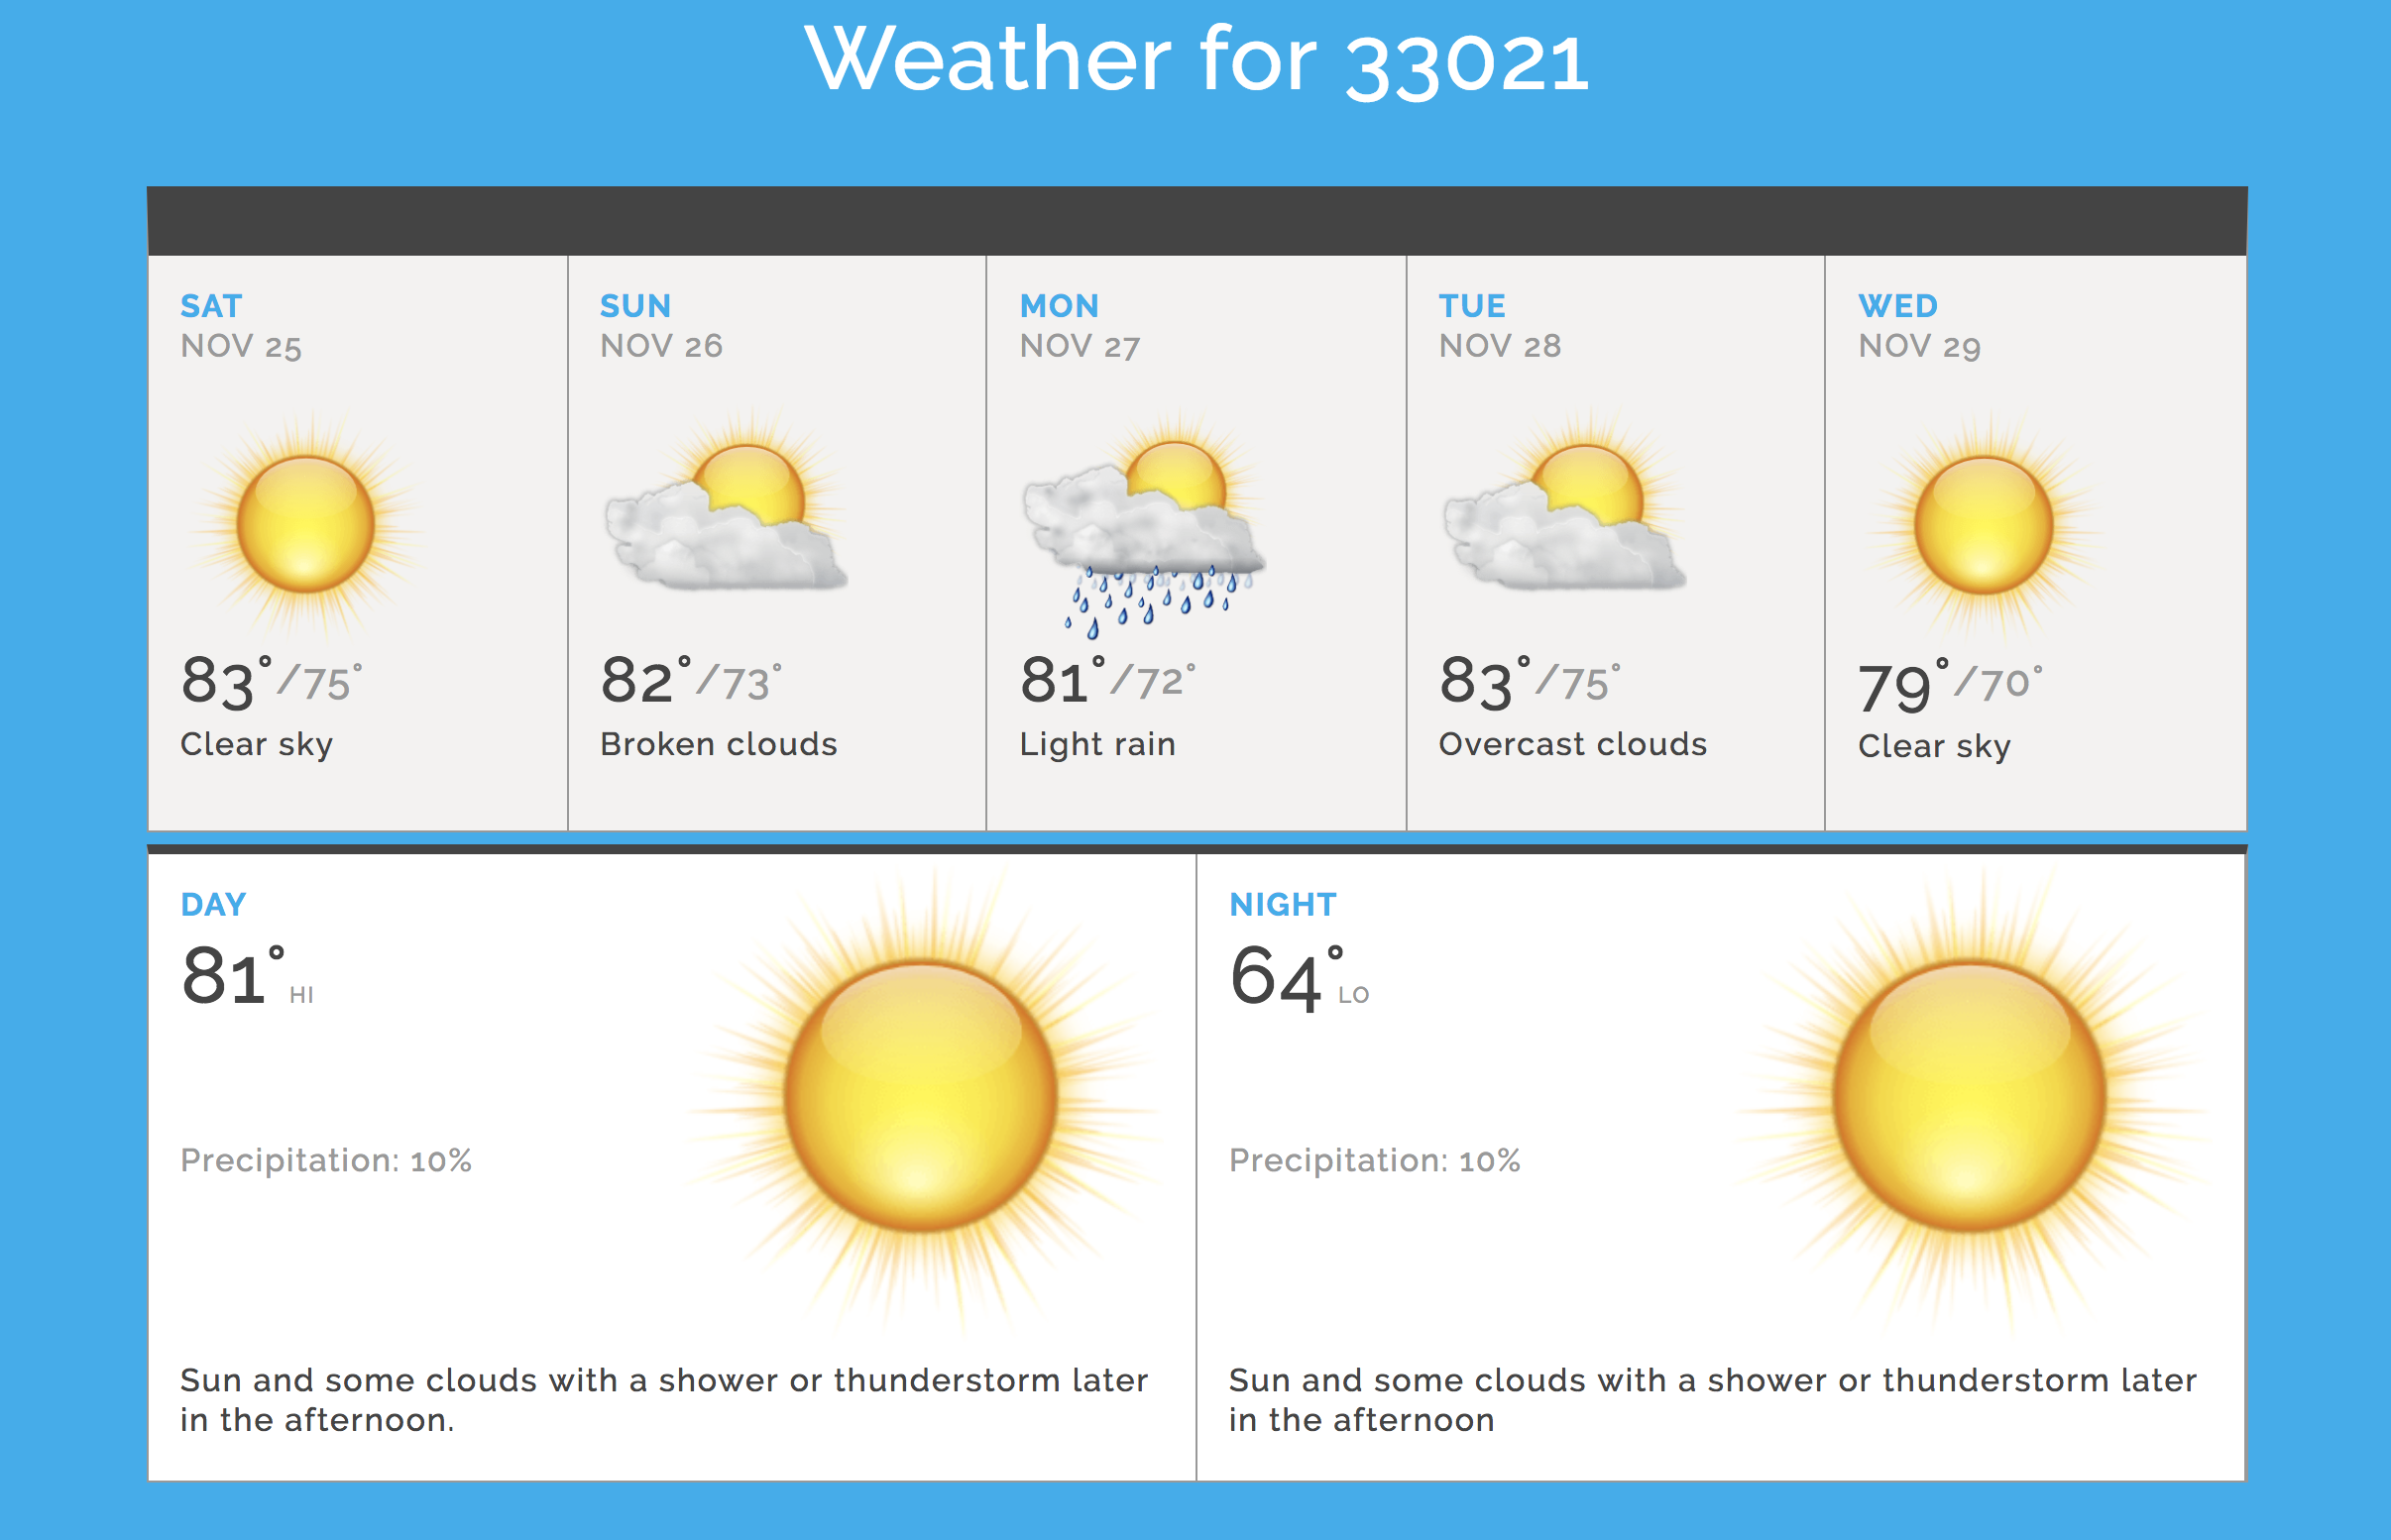 Weather for 33021
SAT
NOV 25
83°/75°
Clear sky
SUN
NOV 26
82°/73°
Broken clouds
MON
NOV 27
81°/72°
Light rain
TUE
NOV 28
83°/75°
Overcast clouds
WED
NOV 29
79°/70°
Clear sky
DAY
81° HI
Precipitation: 10%
Sun and some clouds with a shower or thunderstorm later
in the afternoon.
NIGHT
64° LO
Precipitation: 10%
Sun and some clouds with a shower or thunderstorm later
in the afternoon